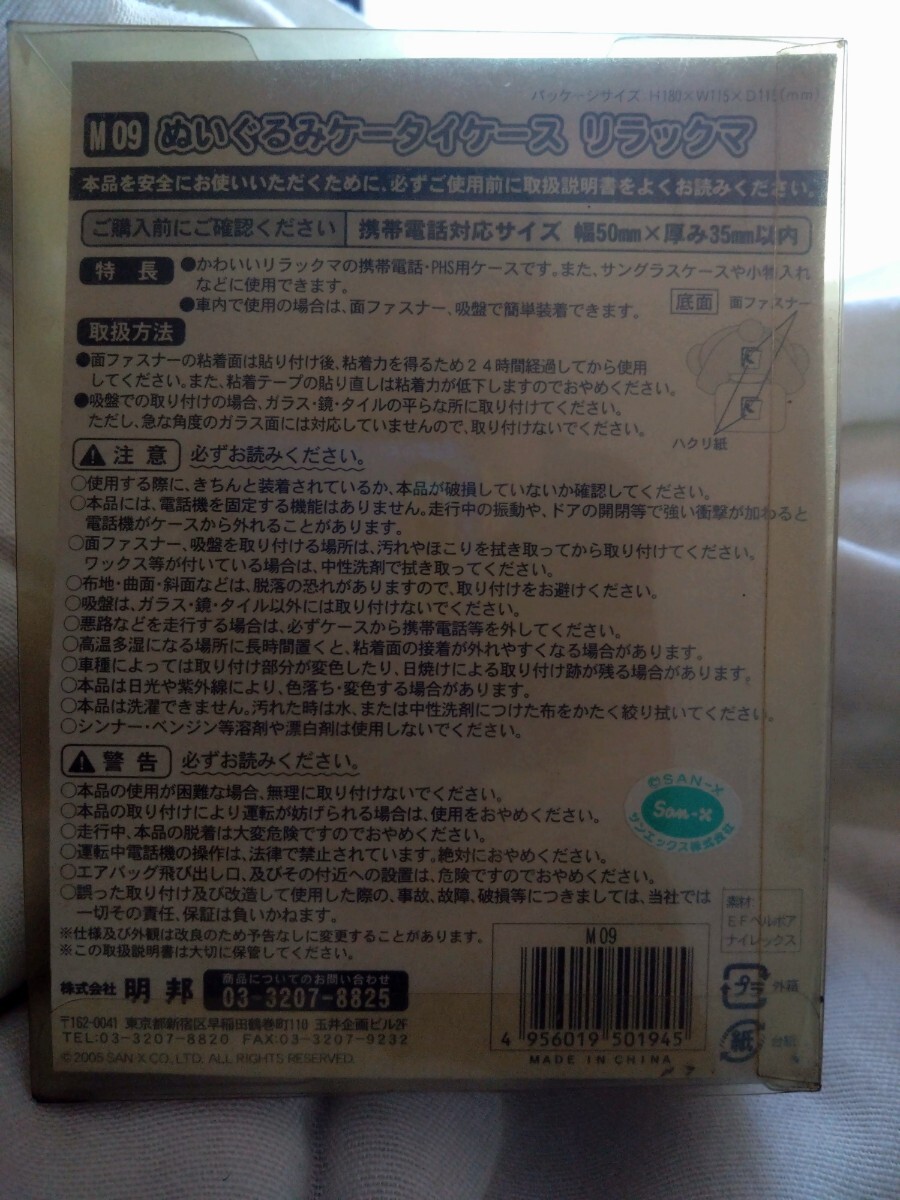 パッケージサイズ:H180×W115×D111(mm)
M09 ぬいぐるみケータイケース リラックマ
本品を安全にお使いいただくために、必ずご使用前に取扱説明書をよくお読みください。
ご購入前にご確認ください 携帯電話対応サイズ 幅50mm×厚み35mm以内
特長 ●かわいいリラックマの携帯電話・PHS用ケースです。また、サングラスケースや小物入れ
などに使用できます。
●車内で使用の場合は、面ファスナー、吸盤で簡単装着できます。
底面 面ファスナー
ハクリ紙
取扱方法
●面ファスナーの粘着面は貼り付け後、粘着力を得るため24時間経過してから使用
してください。また、粘着テープの貼り直しは粘着力が低下しますのでおやめください。
●吸盤での取り付けの場合、ガラス・鏡・タイルの平らな所に取り付けてください。
ただし、急な角度のガラス面には対応していませんので、取り付けないでください。
注意 必ずお読みください。
○使用する際に、きちんと装着されているか、本品が破損していないか確認してください。
○本品には、電話機を固定する機能はありません。走行中の振動や、ドアの開閉等で強い衝撃が加わると
電話機がケースから外れることがあります。
○面ファスナー、吸盤を取り付ける場所は、汚れやほこりを拭き取ってから取り付けてください。
ワックス等が付いている場合は、中性洗剤で拭き取ってください。
○布地・曲面・斜面などは、脱落の恐れがありますので、取り付けをお避けください。
○吸盤は、ガラス・鏡・タイル以外には取り付けないでください。
○悪路などを走行する場合は、必ずケースから携帯電話等を外してください。
○高温多湿になる場所に長時間置くと、粘着面の接着が外れやすくなる場合があります。
○車種によっては取り付け部分が変色したり、日焼けによる取り付け跡が残る場合があります。
○本品は日光や紫外線により、色落ち・変色する場合があります。
○本品は洗濯できません。汚れた時は水、または中性洗剤につけた布をかたく絞り拭いてください。
○シンナー・ベンジン等溶剤や漂白剤は使用しないでください。
警告 必ずお読みください。
○本品の使用が困難な場合、無理に取り付けないでください。
○本品の取り付けにより運転が妨げられる場合は、使用をおやめください。
○走行中、本品の脱着は大変危険ですのでおやめください。
○運転中電話機の操作は、法律で禁止されています。絶対におやめください。
○エアバッグ飛び出し口、及びその付近への設置は、危険ですのでおやめください。
○誤った取り付け及び改造して使用した際の、事故、故障、破損等につきましては、当社では
一切その責任、保証は負いかねます。
※仕様及び外観は改良のため予告なしに変更することがあります。
※この取扱説明書は大切に保管してください。
©SAN-X
San-X
サンエックス株式会社
素材:
EFベルボア
ナイレックス
株式会社 明邦 商品についてのお問い合わせ
03-3207-8825
〒162-0041 東京都新宿区早稲田鶴巻町110 玉井企画ビル2F
TEL:03-3207-8820 FAX:03-3207-9232
©2005 SAN-X CO., LTD. ALL RIGHTS RESERVED.
M09
4 956019 501945
MADE IN CHINA
プラ 外箱
紙 台紙